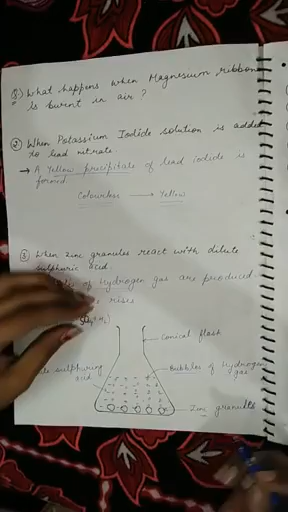 Q1) What happens when Magnesium ribbon
is burnt in air?
② When Potassium Iodide solution is added
to lead nitrate.
→ A Yellow precipitate of lead iodide is
formed
Colourless → Yellow
③ When zinc granules react with dilute
sulphuric acid.
of Hydrogen gas are produced.
rises
Conical flask
sulphuric
acid
Bubbles of Hydrogen
gas
Zinc granules